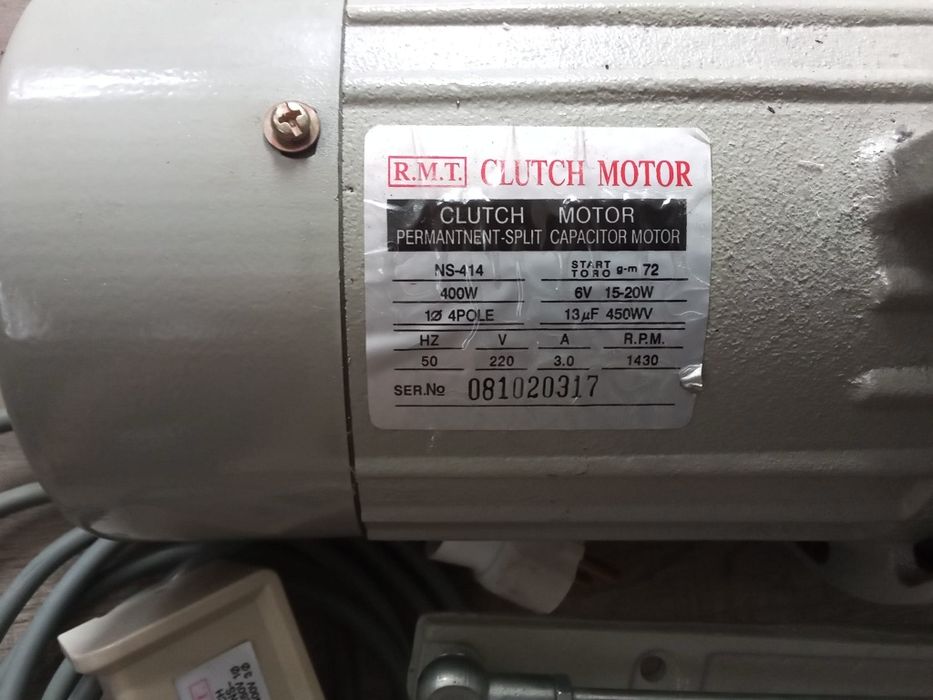 R.M.T. CLUTCH MOTOR
CLUTCH MOTOR
PERMANTNENT-SPLIT CAPACITOR MOTOR
NS-414 START TORO g-m 72
400W 6V 15-20W
1Ø 4POLE 13µF 450WV
HZ V A R.P.M.
50 220 3.0 1430
SER.No 081020317